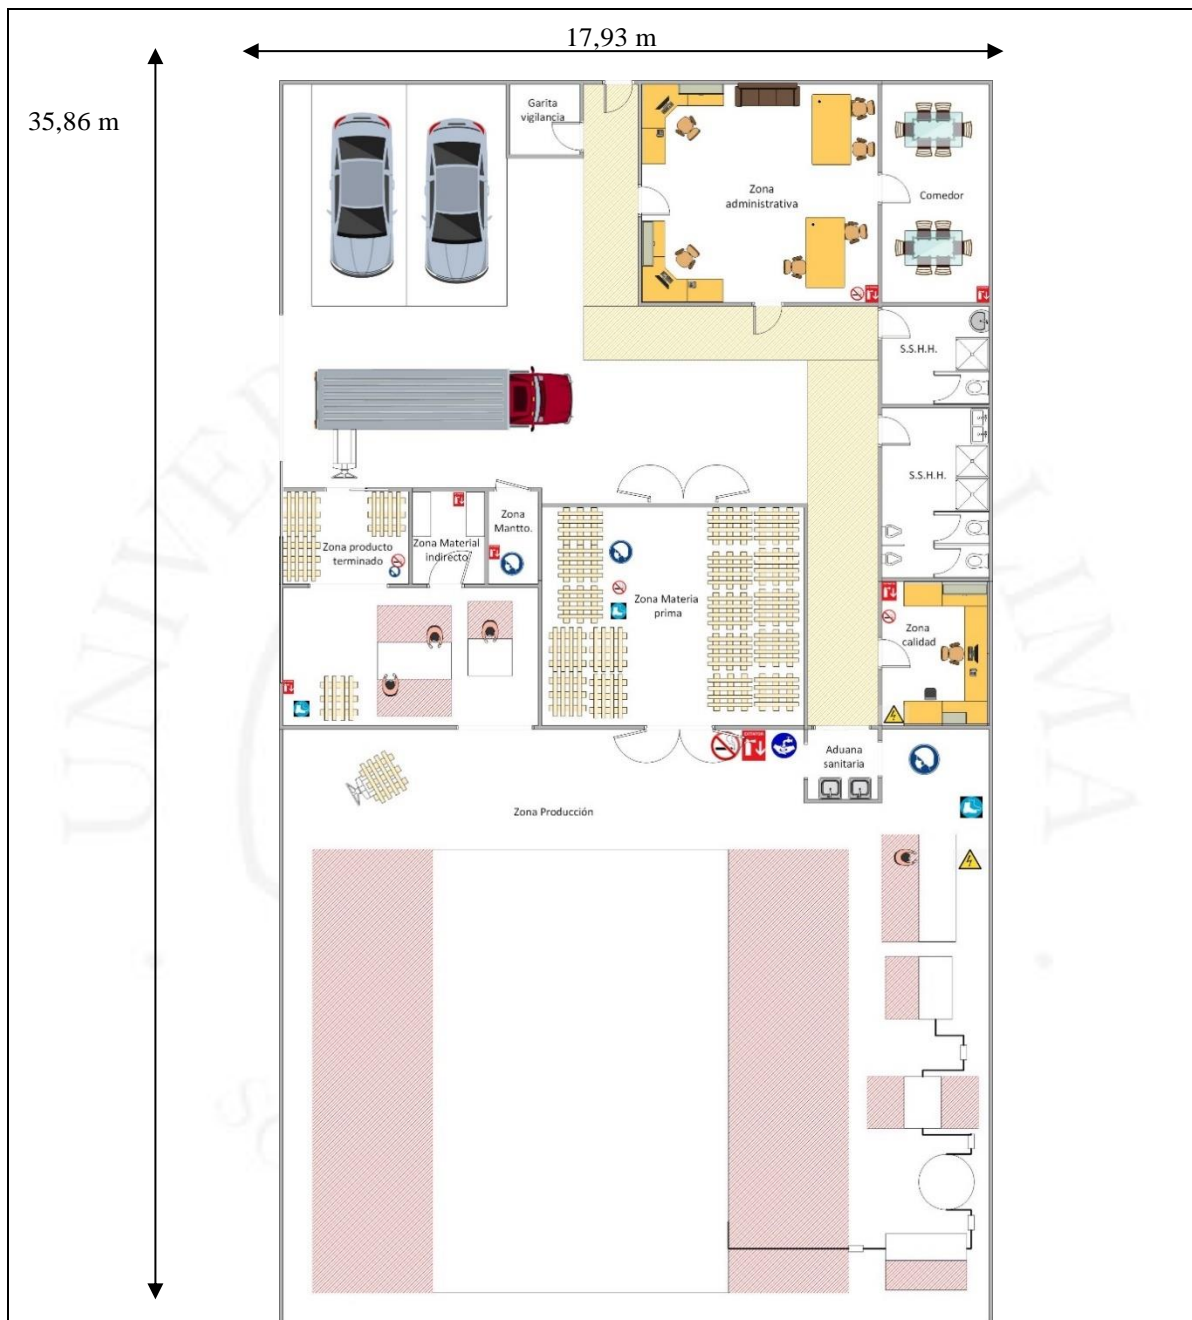 17,93 m
35,86 m
Garita
vigilancia
Zona
administrativa
Comedor
S.S.H.H.
S.S.H.H.
Zona
Mantto.
Zona producto
terminado
Zona Material
indirecto
Zona Materia
prima
Zona
calidad
Aduana
sanitaria
Zona Producción